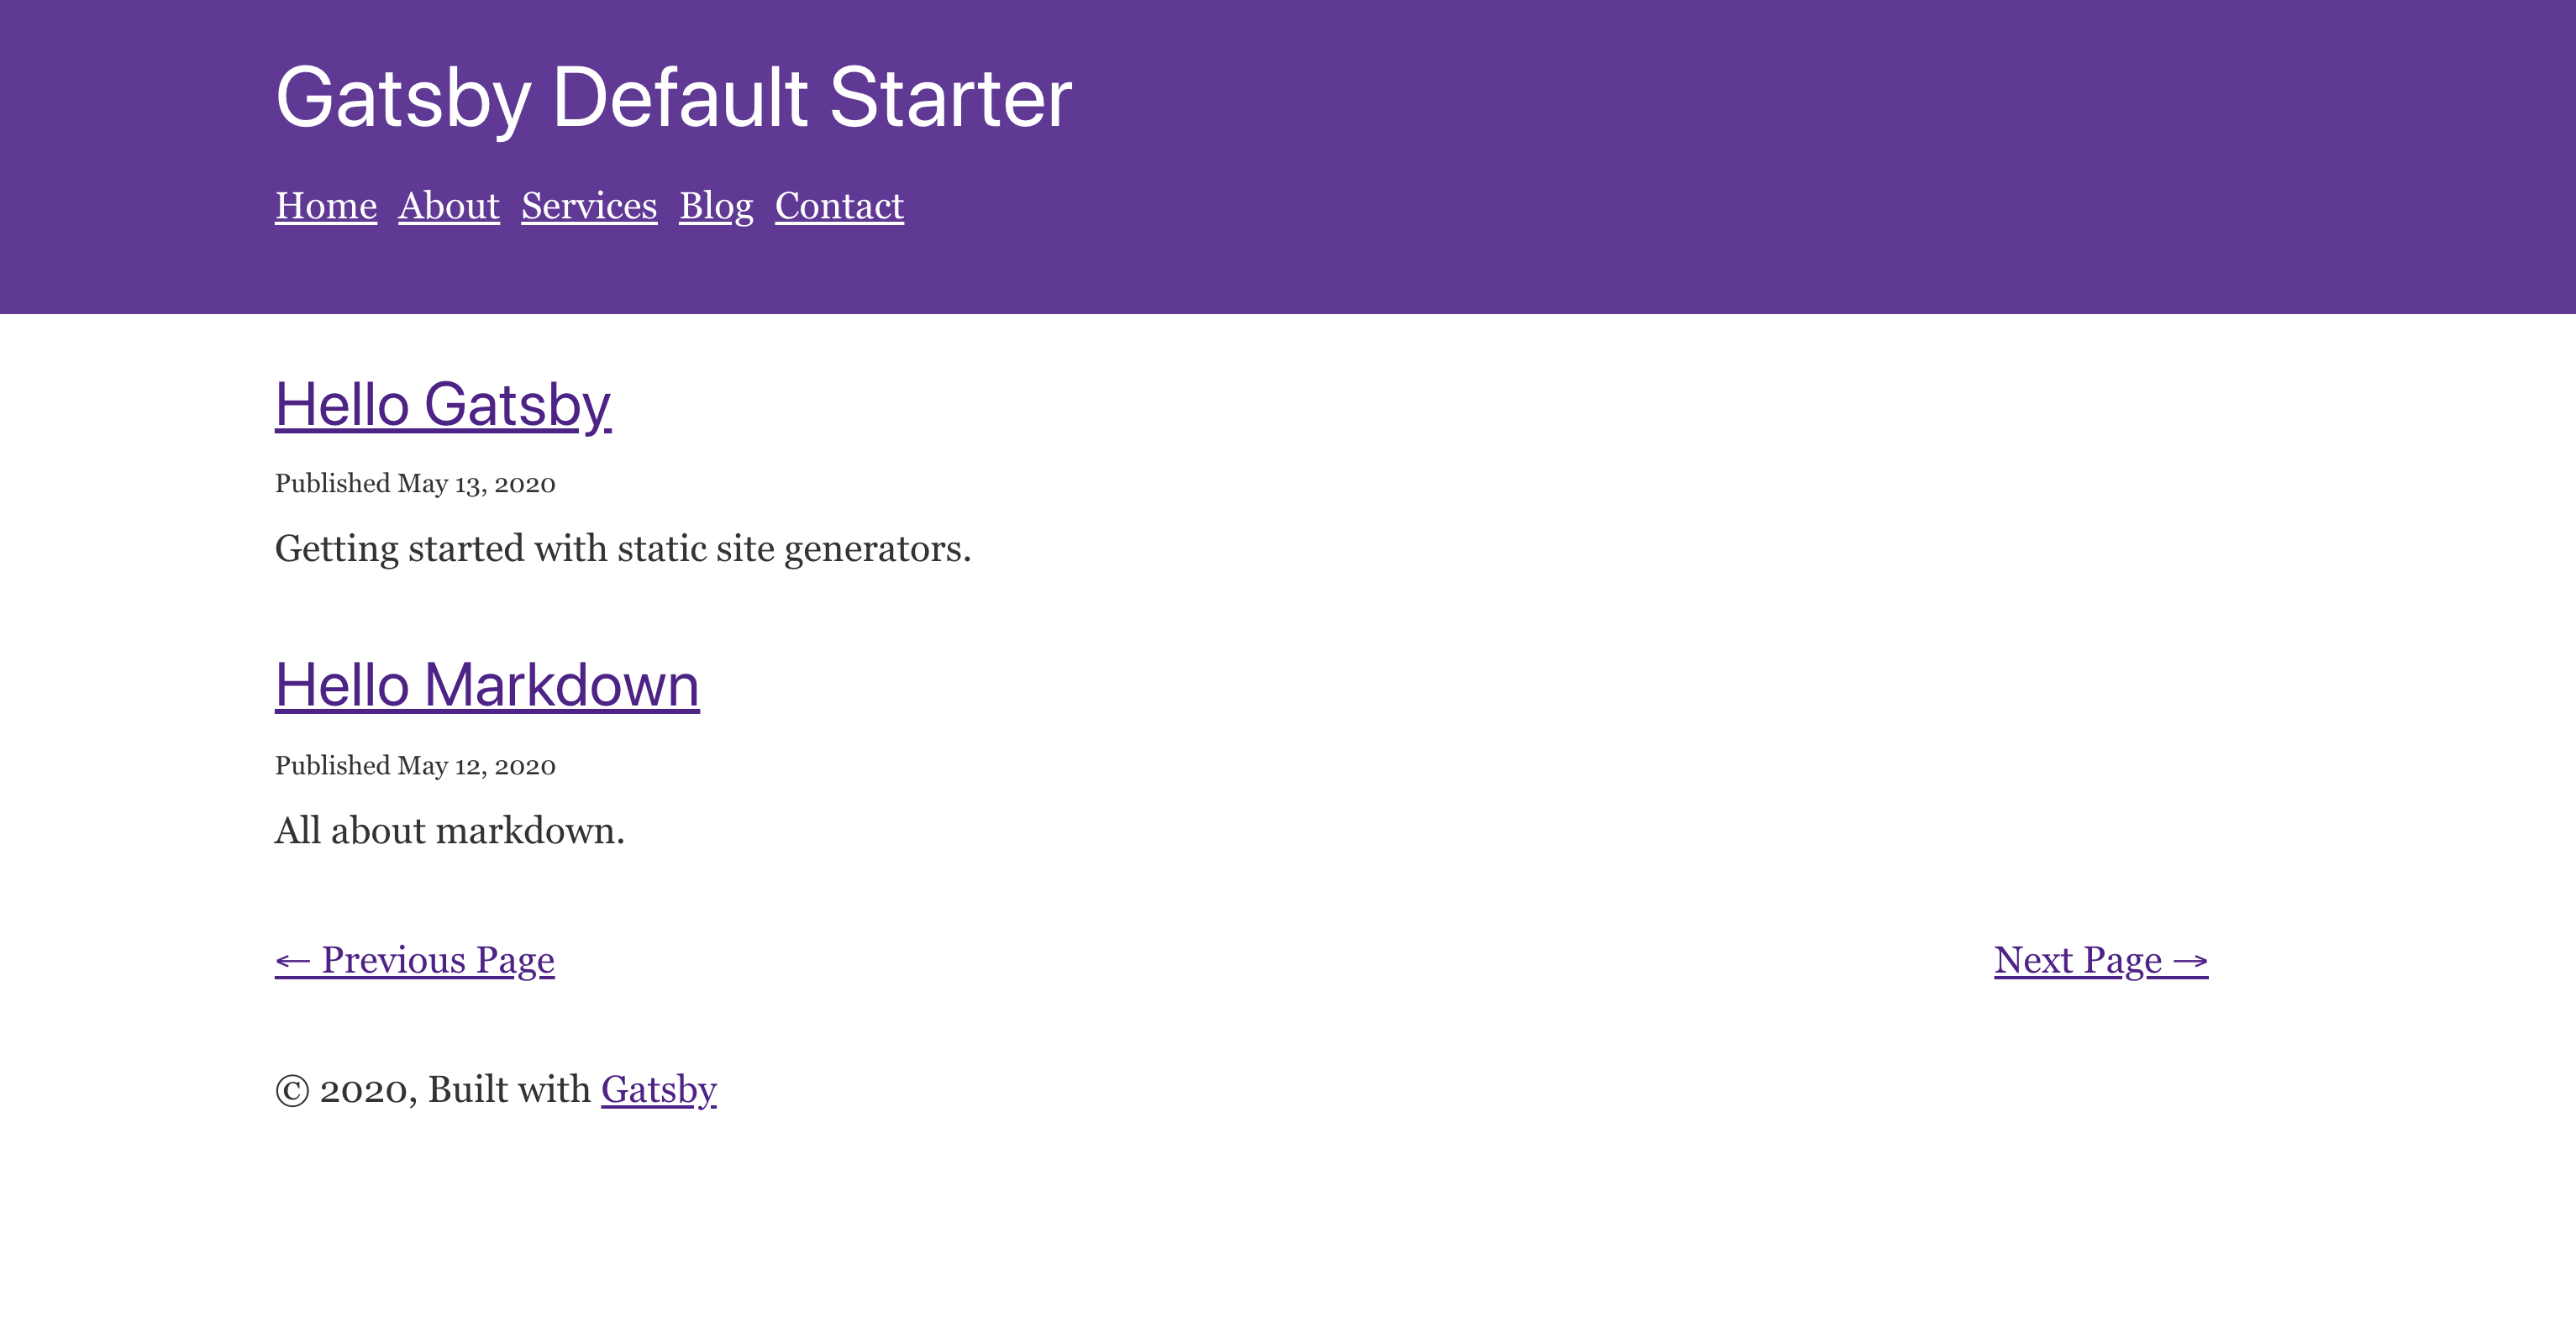 Gatsby Default Starter
Home About Services Blog Contact
Hello Gatsby
Published May 13, 2020
Getting started with static site generators.
Hello Markdown
Published May 12, 2020
All about markdown.
← Previous Page Next Page →
© 2020, Built with Gatsby